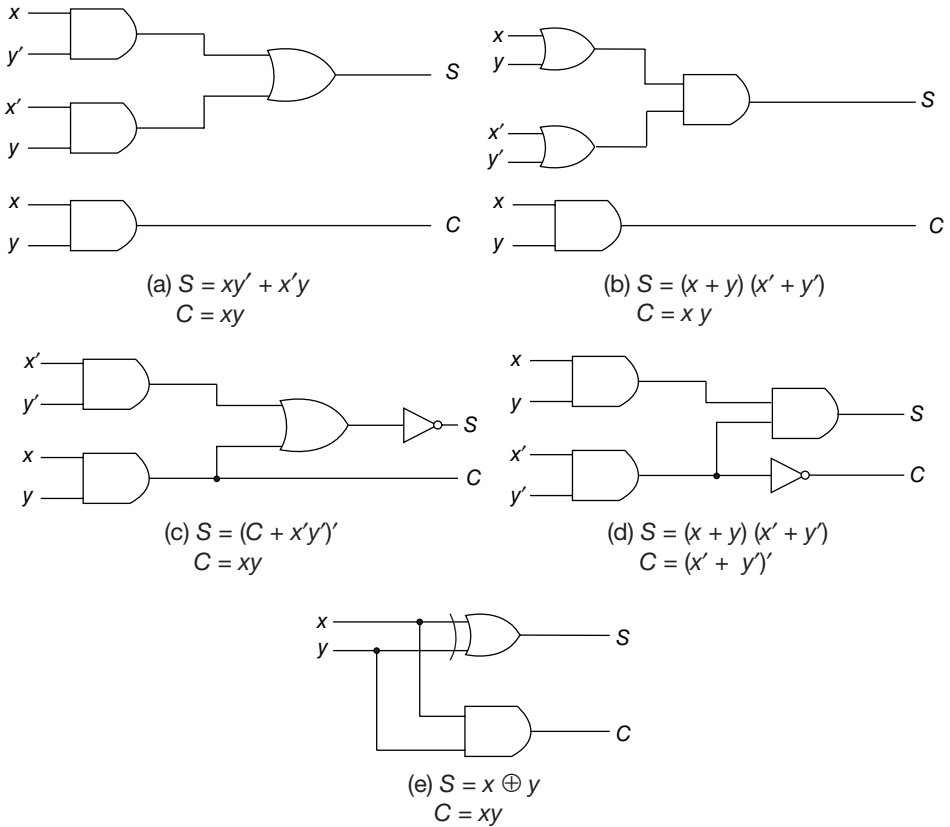 x
y′
x′
y
S
x
y
C
(a) S = xy′ + x′y
C = xy
x
y
x′
y′
S
x
y
C
(b) S = (x + y) (x′ + y′)
C = x y
x′
y′
x
y
S
C
(c) S = (C + x′y′)′
C = xy
x
y
x′
y′
S
C
(d) S = (x + y) (x′ + y′)
C = (x′ + y′)′
x
y
S
C
(e) S = x ⊕ y
C = xy